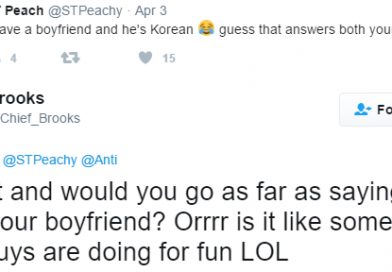 Peach @STPeachy · Apr 3
ave a boyfriend and he's Korean 😂 guess that answers both your
4 15
rooks
Chief_Brooks
Fo
@STPeachy @Anti
t and would you go as far as saying
our boyfriend? Orrrr is it like some
uys are doing for fun LOL